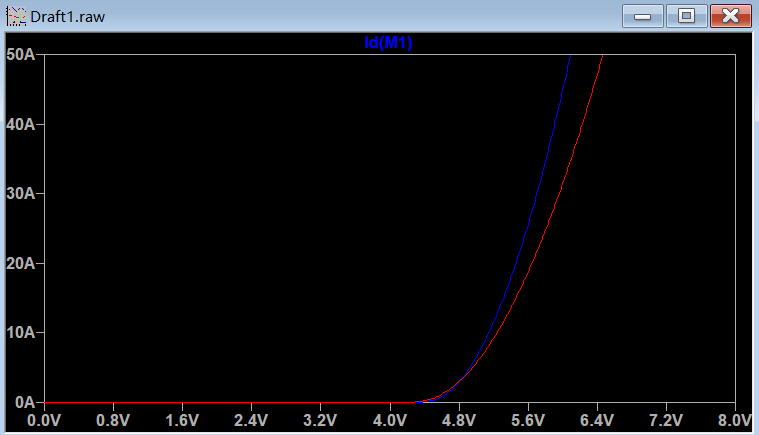 Draft1.raw
Id(M1)
50A
40A
30A
20A
10A
0A
0.0V 0.8V 1.6V 2.4V 3.2V 4.0V 4.8V 5.6V 6.4V 7.2V 8.0V